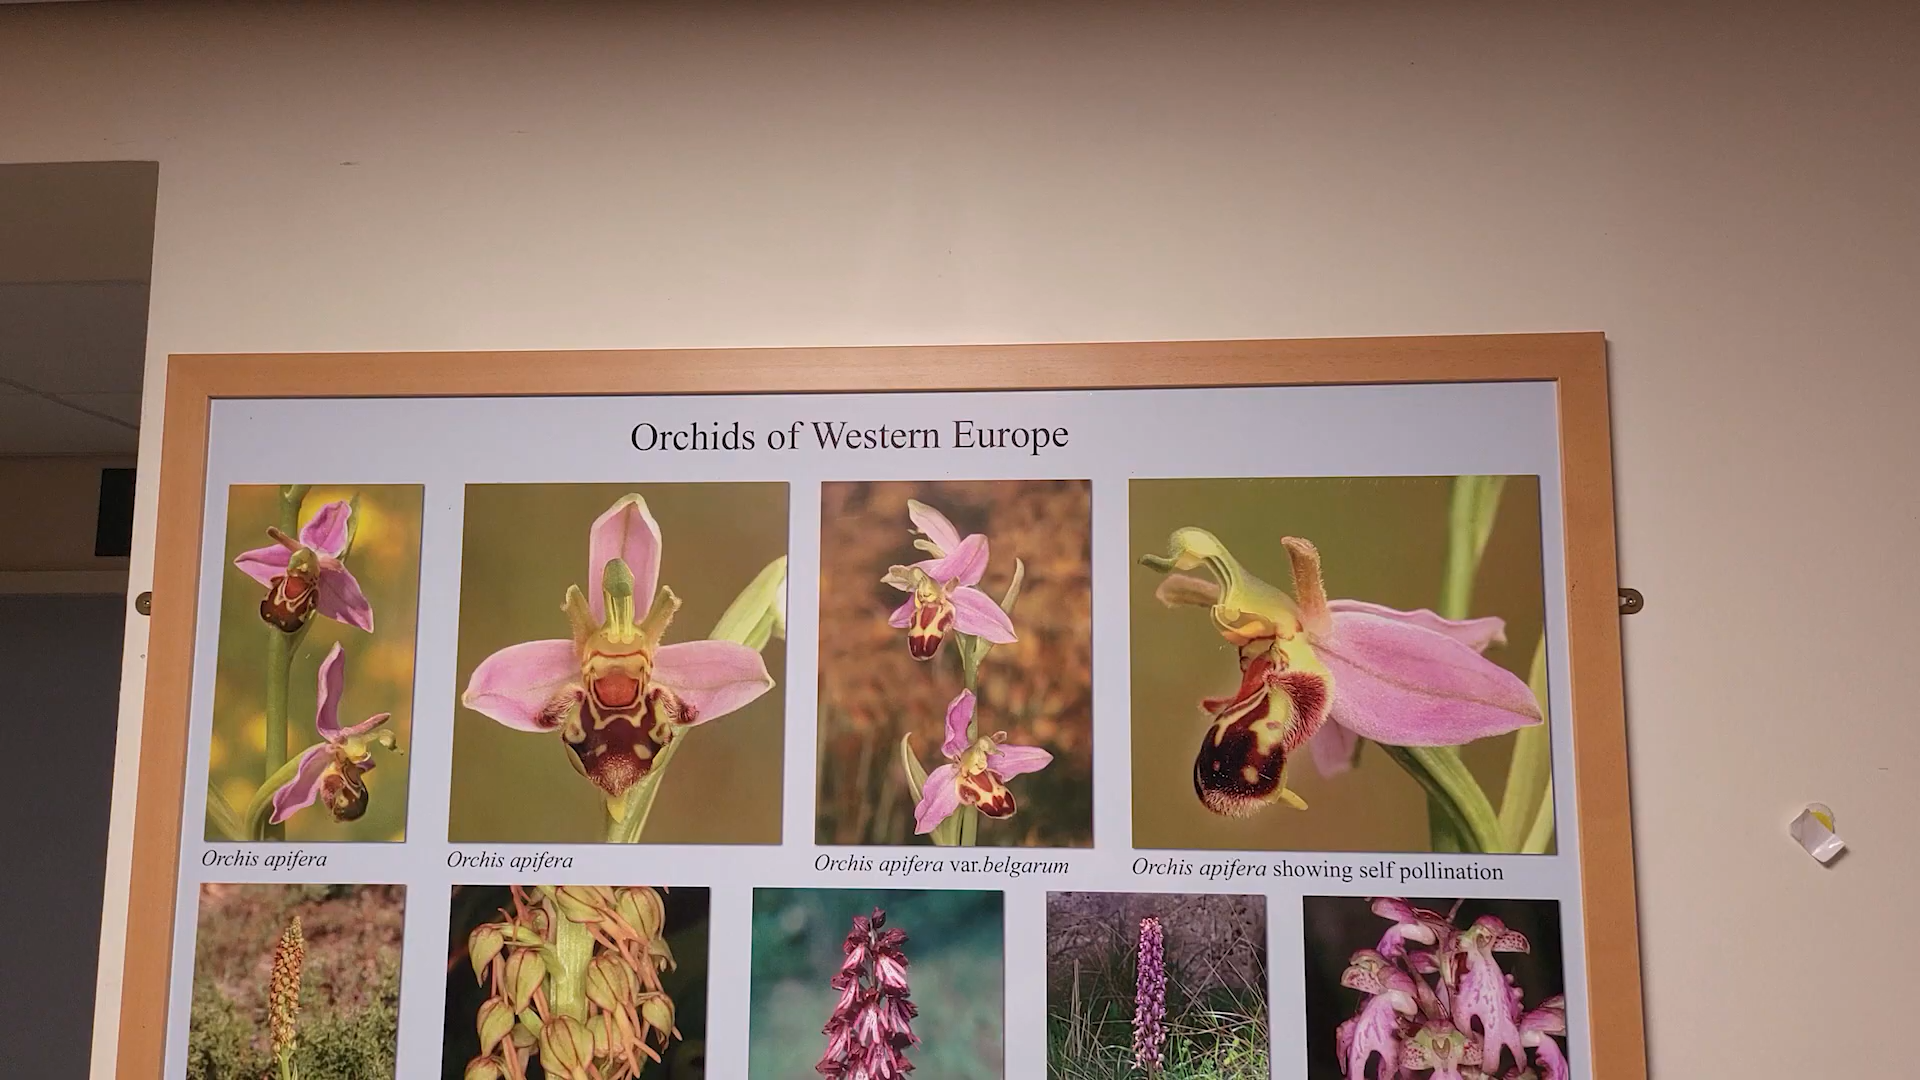 Orchids of Western Europe
Orchis apifera
Orchis apifera
Orchis apifera var.belgarum
Orchis apifera showing self pollination